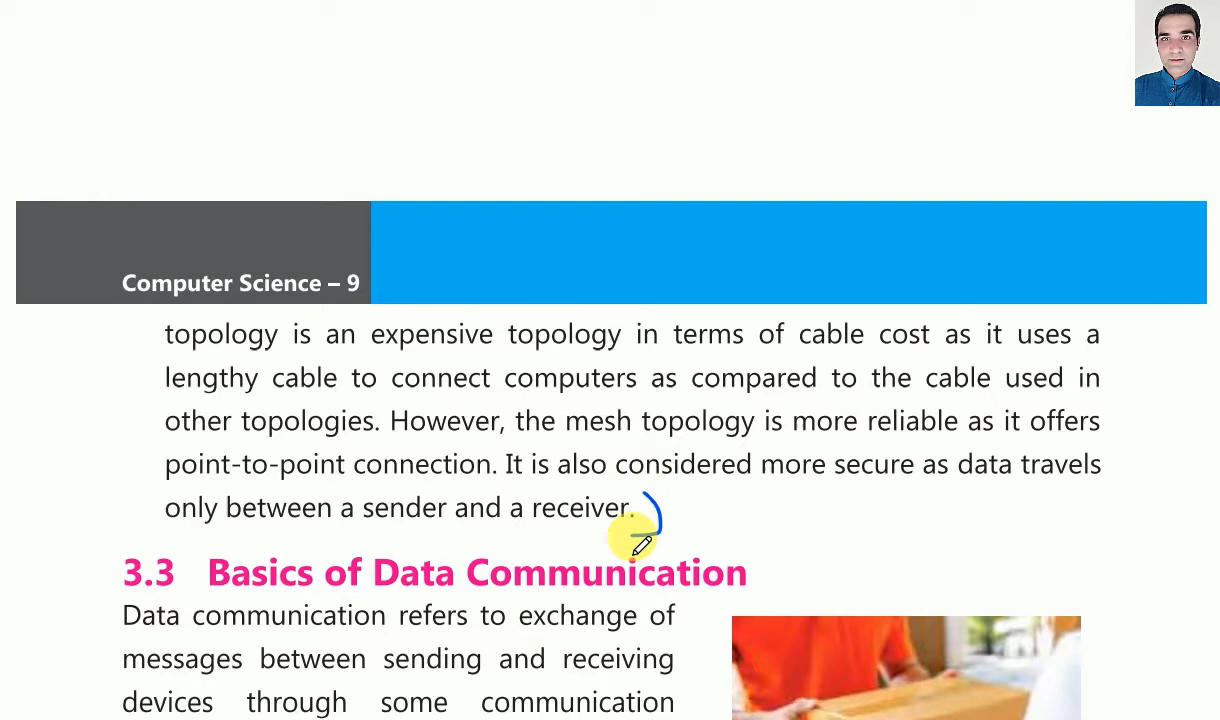 Computer Science – 9
topology is an expensive topology in terms of cable cost as it uses a
lengthy cable to connect computers as compared to the cable used in
other topologies. However, the mesh topology is more reliable as it offers
point-to-point connection. It is also considered more secure as data travels
only between a sender and a receiver.
3.3 Basics of Data Communication
Data communication refers to exchange of
messages between sending and receiving
devices through some communication